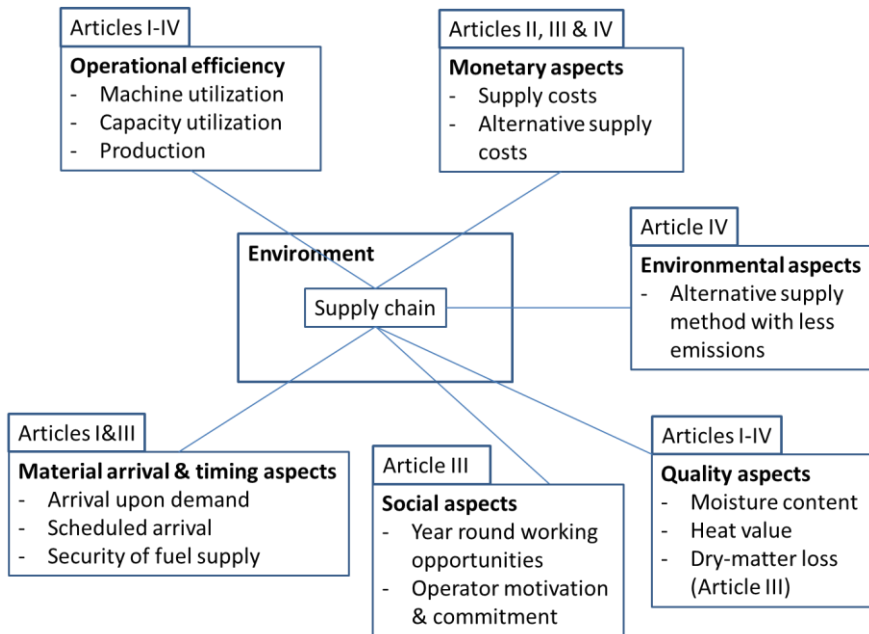 Articles I-IV
Operational efficiency
- Machine utilization
- Capacity utilization
- Production
Articles II, III & IV
Monetary aspects
- Supply costs
- Alternative supply
costs
Environment
Supply chain
Article IV
Environmental aspects
- Alternative supply
method with less
emissions
Articles I&III
Material arrival & timing aspects
- Arrival upon demand
- Scheduled arrival
- Security of fuel supply
Article III
Social aspects
- Year round working
opportunities
- Operator motivation
& commitment
Articles I-IV
Quality aspects
- Moisture content
- Heat value
- Dry-matter loss
(Article III)